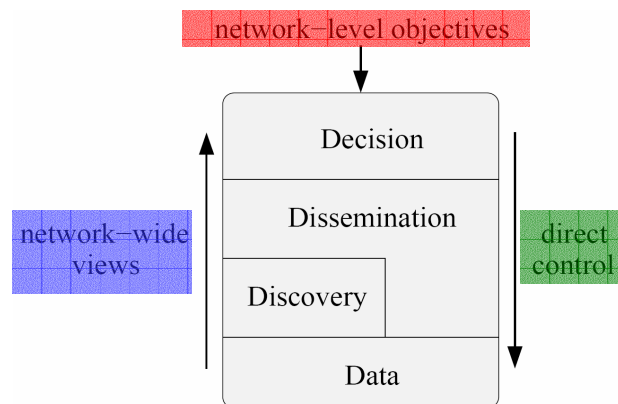 network−level objectives
Decision
Dissemination
network−wide
views
direct
control
Discovery
Data